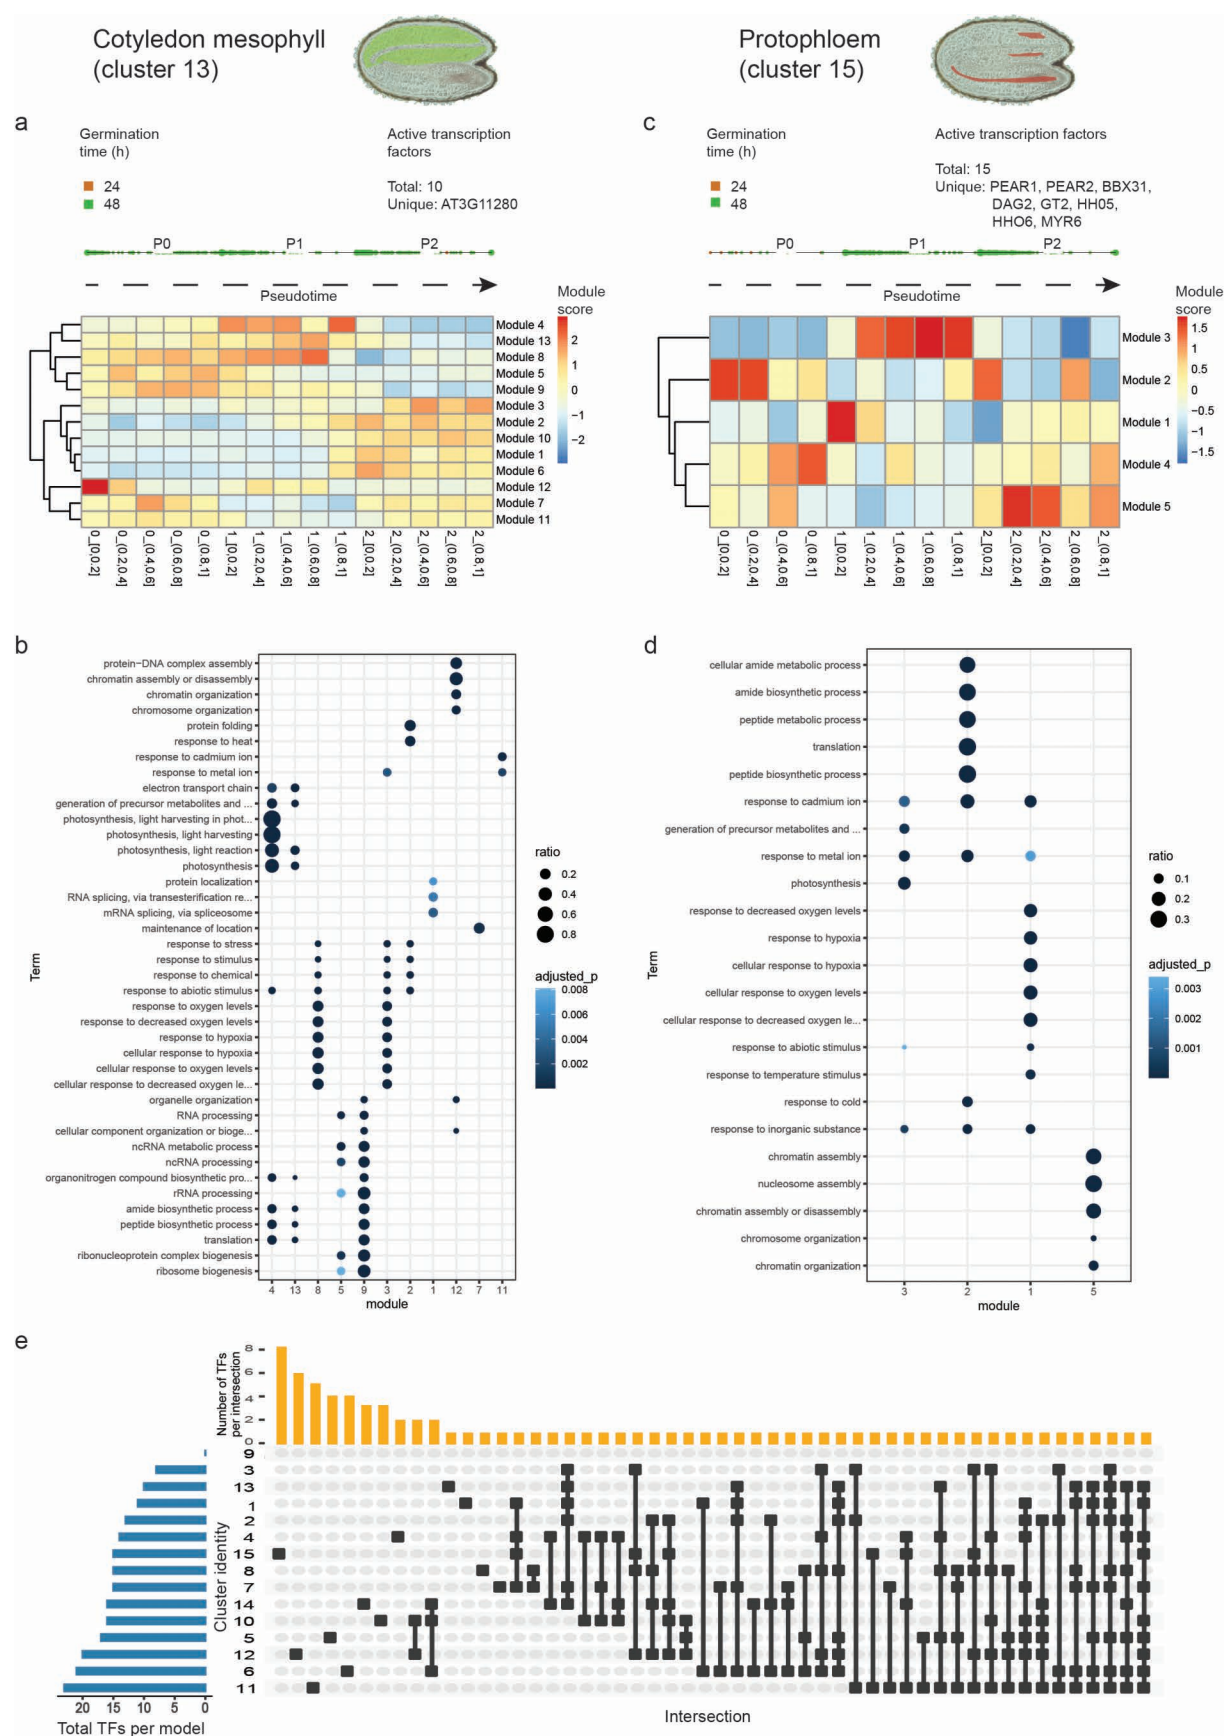 Cotyledon mesophyll
(cluster 13)
Protophloem
(cluster 15)
a
Germination
time (h)
24
48
Active transcription
factors
Total: 10
Unique: AT3G11280
P0
P1
P2
Pseudotime
Module
score
2
1
0
−1
−2
Module 4
Module 13
Module 8
Module 5
Module 9
Module 3
Module 2
Module 10
Module 1
Module 6
Module 12
Module 7
Module 11
0_[0,0.2]
0_(0.2,0.4]
0_(0.4,0.6]
0_(0.6,0.8]
0_(0.8,1]
1_[0,0.2]
1_(0.2,0.4]
1_(0.4,0.6]
1_(0.6,0.8]
1_(0.8,1]
2_[0,0.2]
2_(0.2,0.4]
2_(0.4,0.6]
2_(0.6,0.8]
2_(0.8,1]
c
Germination
time (h)
24
48
Active transcription factors
Total: 15
Unique: PEAR1, PEAR2, BBX31,
DAG2, GT2, HH05,
HHO6, MYR6
P0
P1
P2
Pseudotime
Module
score
1.5
1
0.5
0
−0.5
−1
−1.5
Module 3
Module 2
Module 1
Module 4
Module 5
0_[0,0.2]
0_(0.2,0.4]
0_(0.4,0.6]
0_(0.8,1]
1_[0,0.2]
1_(0.2,0.4]
1_(0.4,0.6]
1_(0.6,0.8]
1_(0.8,1]
2_[0,0.2]
2_(0.2,0.4]
2_(0.4,0.6]
2_(0.6,0.8]
2_(0.8,1]
b
protein−DNA complex assembly
chromatin assembly or disassembly
chromatin organization
chromosome organization
protein folding
response to heat
response to cadmium ion
response to metal ion
electron transport chain
generation of precursor metabolites and ...
photosynthesis, light harvesting in phot...
photosynthesis, light harvesting
photosynthesis, light reaction
photosynthesis
protein localization
RNA splicing, via transesterification re...
mRNA splicing, via spliceosome
maintenance of location
response to stress
response to stimulus
response to chemical
response to abiotic stimulus
response to oxygen levels
response to decreased oxygen levels
response to hypoxia
cellular response to hypoxia
cellular response to oxygen levels
cellular response to decreased oxygen le...
organelle organization
RNA processing
cellular component organization or bioge...
ncRNA metabolic process
ncRNA processing
organonitrogen compound biosynthetic pro...
rRNA processing
amide biosynthetic process
peptide biosynthetic process
translation
ribonucleoprotein complex biogenesis
ribosome biogenesis
Term
4 13 8 5 9 3 2 1 12 7 11
module
ratio
0.2
0.4
0.6
0.8
adjusted_p
0.008
0.006
0.004
0.002
d
cellular amide metabolic process
amide biosynthetic process
peptide metabolic process
translation
peptide biosynthetic process
response to cadmium ion
generation of precursor metabolites and ...
response to metal ion
photosynthesis
response to decreased oxygen levels
response to hypoxia
cellular response to hypoxia
cellular response to oxygen levels
cellular response to decreased oxygen le...
response to abiotic stimulus
response to temperature stimulus
response to cold
response to inorganic substance
chromatin assembly
nucleosome assembly
chromatin assembly or disassembly
chromosome organization
chromatin organization
Term
3 2 1 5
module
ratio
0.1
0.2
0.3
adjusted_p
0.003
0.002
0.001
e
Number of TFs
per intersection
8
6
4
2
0
Cluster identity
9
3
13
1
2
4
15
8
7
14
10
5
12
6
11
20 15 10 5 0
Total TFs per model
Intersection